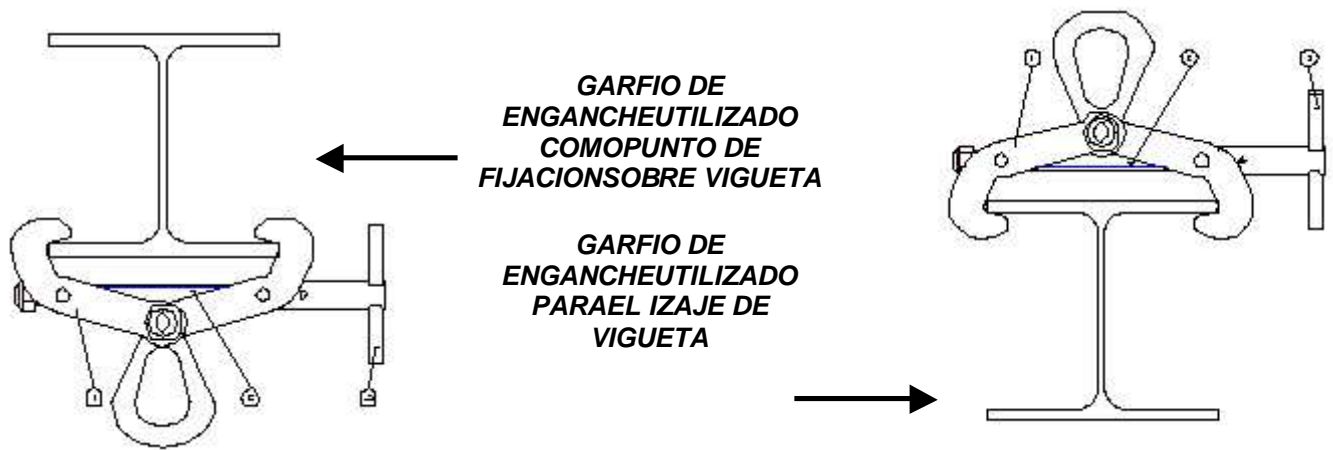 GARFIO DE
ENGANCHEUTILIZADO
COMOPUNTO DE
FIJACIONSOBRE VIGUETA
GARFIO DE
ENGANCHEUTILIZADO
PARAEL IZAJE DE
VIGUETA